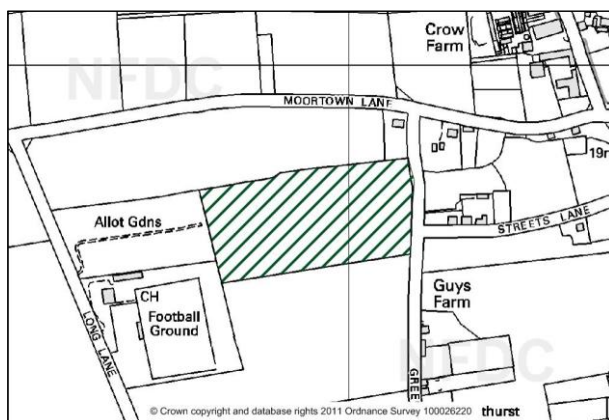 NFDC
Crow
Farm
MOORTOWN LANE
19
Allot Gdns
STREETS LANE
CH
Football
Ground
LONG LANE
Guys
Farm
NFDC
GREE
© Crown copyright and database rights 2011 Ordnance Survey 100026220
thurst